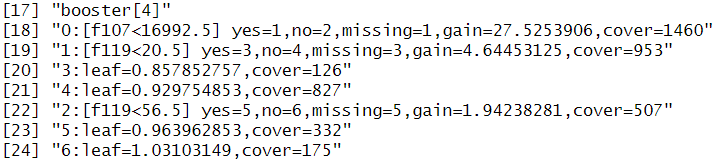 [17] "booster[4]"
[18] "0:[f107<16992.5] yes=1,no=2,missing=1,gain=27.5253906,cover=1460"
[19] "1:[f119<20.5] yes=3,no=4,missing=3,gain=4.64453125,cover=953"
[20] "3:leaf=0.857852757,cover=126"
[21] "4:leaf=0.929754853,cover=827"
[22] "2:[f119<56.5] yes=5,no=6,missing=5,gain=1.94238281,cover=507"
[23] "5:leaf=0.963962853,cover=332"
[24] "6:leaf=1.03103149,cover=175"